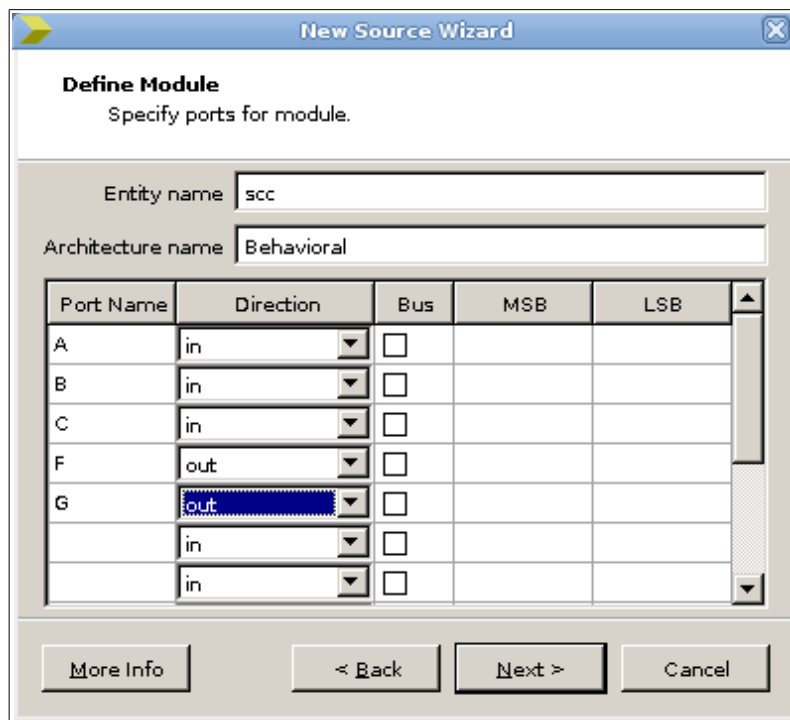 New Source Wizard
Define Module
Specify ports for module.
Entity name scc
Architecture name Behavioral
Port Name Direction Bus MSB LSB
A in
B in
C in
F out
G out
in
in
More Info < Back Next > Cancel